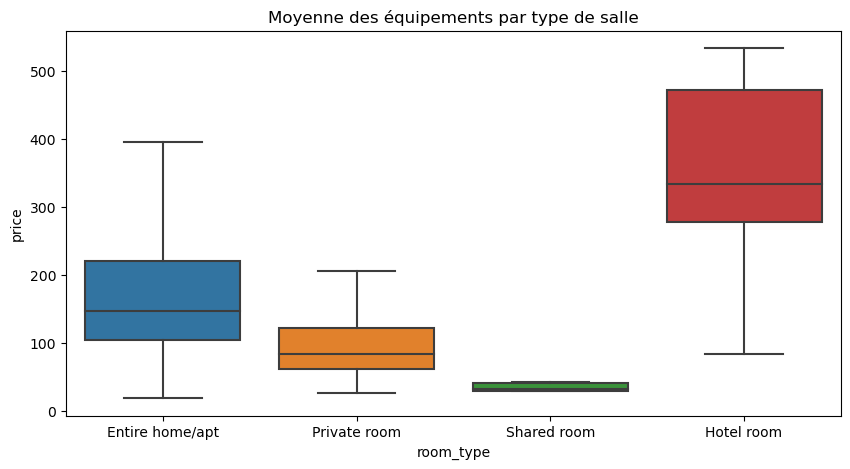 Moyenne des équipements par type de salle
price
500
400
300
200
100
0
Entire home/apt
Private room
Shared room
Hotel room
room_type